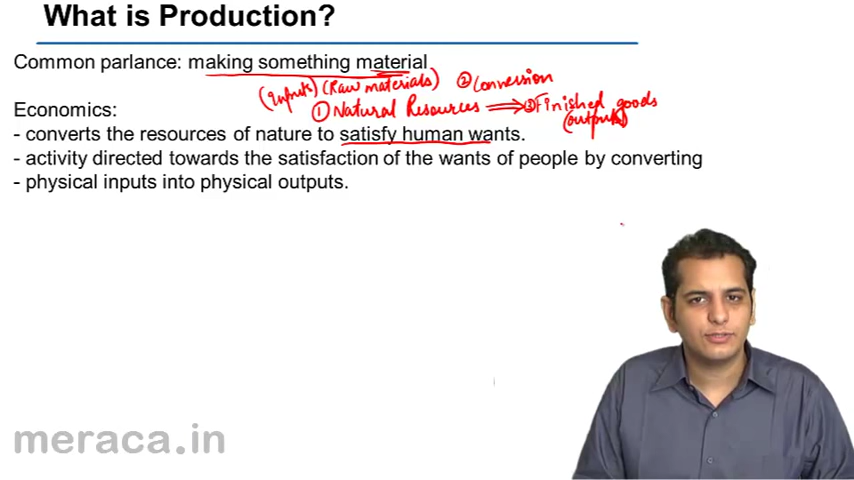 What is Production?
Common parlance: making something material
(Inputs) (Raw materials) ② Conversion
Economics:
① Natural Resources ⇒ ③ Finished goods
(outputs)
- converts the resources of nature to satisfy human wants.
- activity directed towards the satisfaction of the wants of people by converting
- physical inputs into physical outputs.
meraca.in